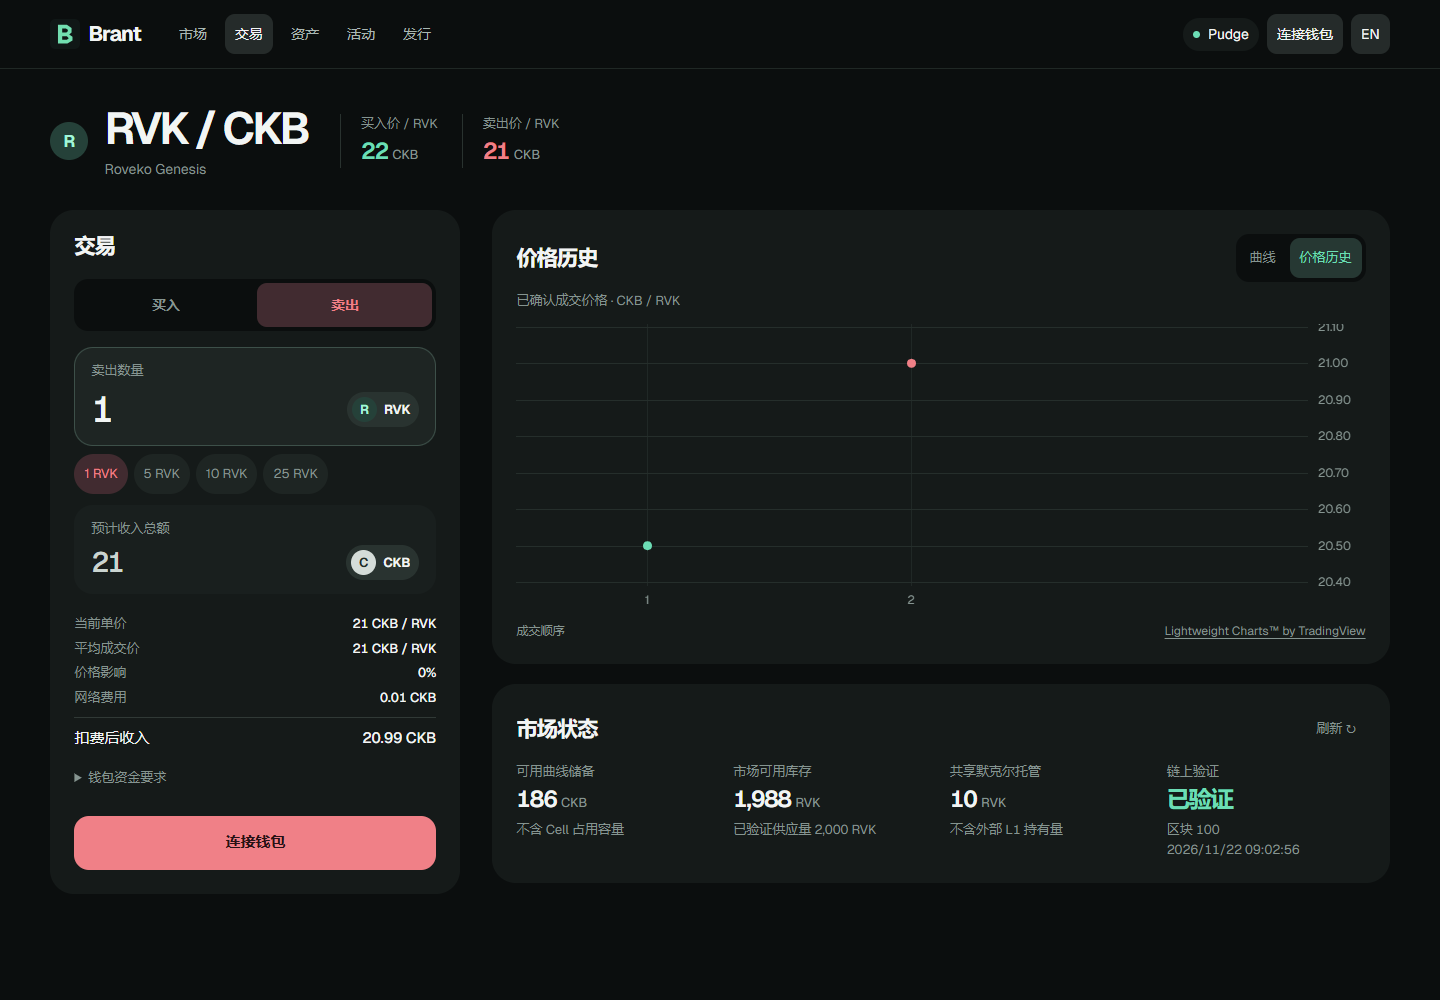 B Brant 市场 交易 资产 活动 发行 Pudge 连接钱包 EN
R RVK / CKB
Roveko Genesis
买入价 / RVK
22 CKB
卖出价 / RVK
21 CKB
交易
买入 卖出
卖出数量
1 R RVK
1 RVK 5 RVK 10 RVK 25 RVK
预计收入总额
21 C CKB
当前单价 21 CKB / RVK
平均成交价 21 CKB / RVK
价格影响 0%
网络费用 0.01 CKB
扣费后收入 20.99 CKB
钱包资金要求
连接钱包
价格历史 曲线 价格历史
已确认成交价格 · CKB / RVK
21.10
21.00
20.90
20.80
20.70
20.60
20.50
20.40
1 2
成交顺序 Lightweight Charts™ by TradingView
市场状态 刷新 ↻
可用曲线储备 市场可用库存 共享默克尔托管 链上验证
186 CKB 1,988 RVK 10 RVK 已验证
不含 Cell 占用容量 已验证供应量 2,000 RVK 不含外部 L1 持有量 区块 100
2026/11/22 09:02:56